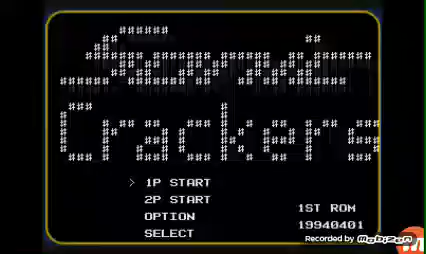 Crackers
1P START
2P START
OPTION
SELECT
1ST ROM
19940401
Recorded by Mobizen